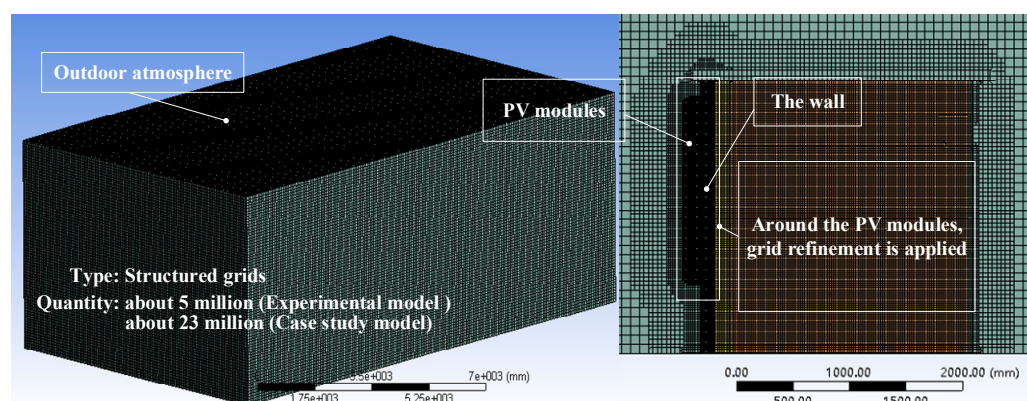 Outdoor atmosphere
PV modules
The wall
Around the PV modules,
grid refinement is applied
Type: Structured grids
Quantity: about 5 million (Experimental model )
about 23 million (Case study model)
7e+003 (mm)
1.75e+003
5.25e+003
0.00
1000.00
2000.00 (mm)
500.00
1500.00